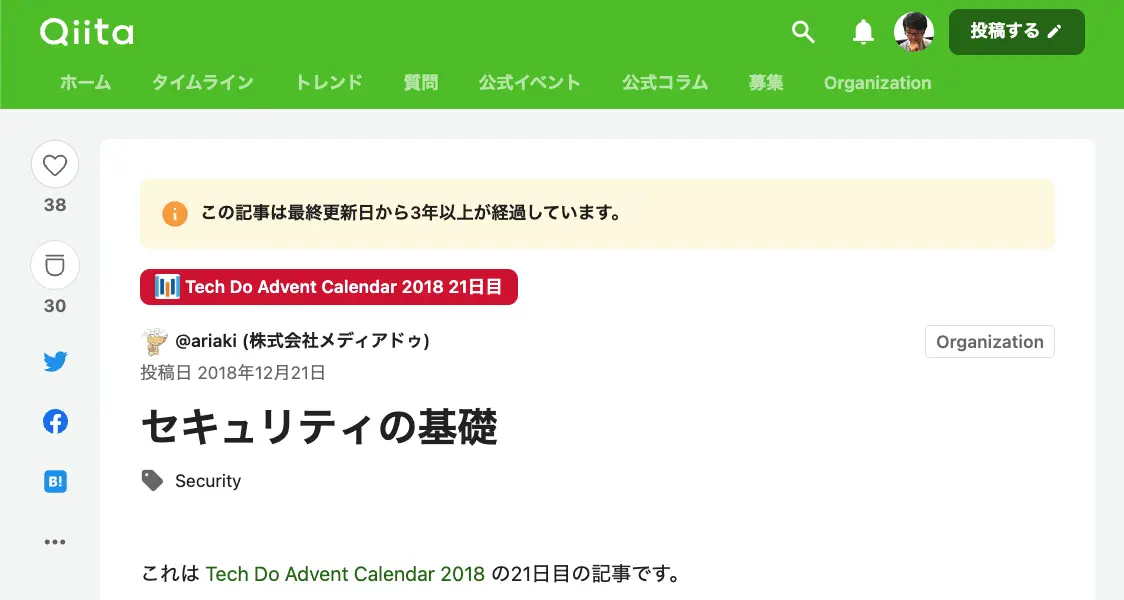 Qiita
投稿する
ホーム タイムライン トレンド 質問 公式イベント 公式コラム 募集 Organization
38
この記事は最終更新日から3年以上が経過しています。
30
Tech Do Advent Calendar 2018 21日目
@ariaki (株式会社メディアドゥ)
Organization
投稿日 2018年12月21日
セキュリティの基礎
B!
Security
これは Tech Do Advent Calendar 2018 の21日目の記事です。